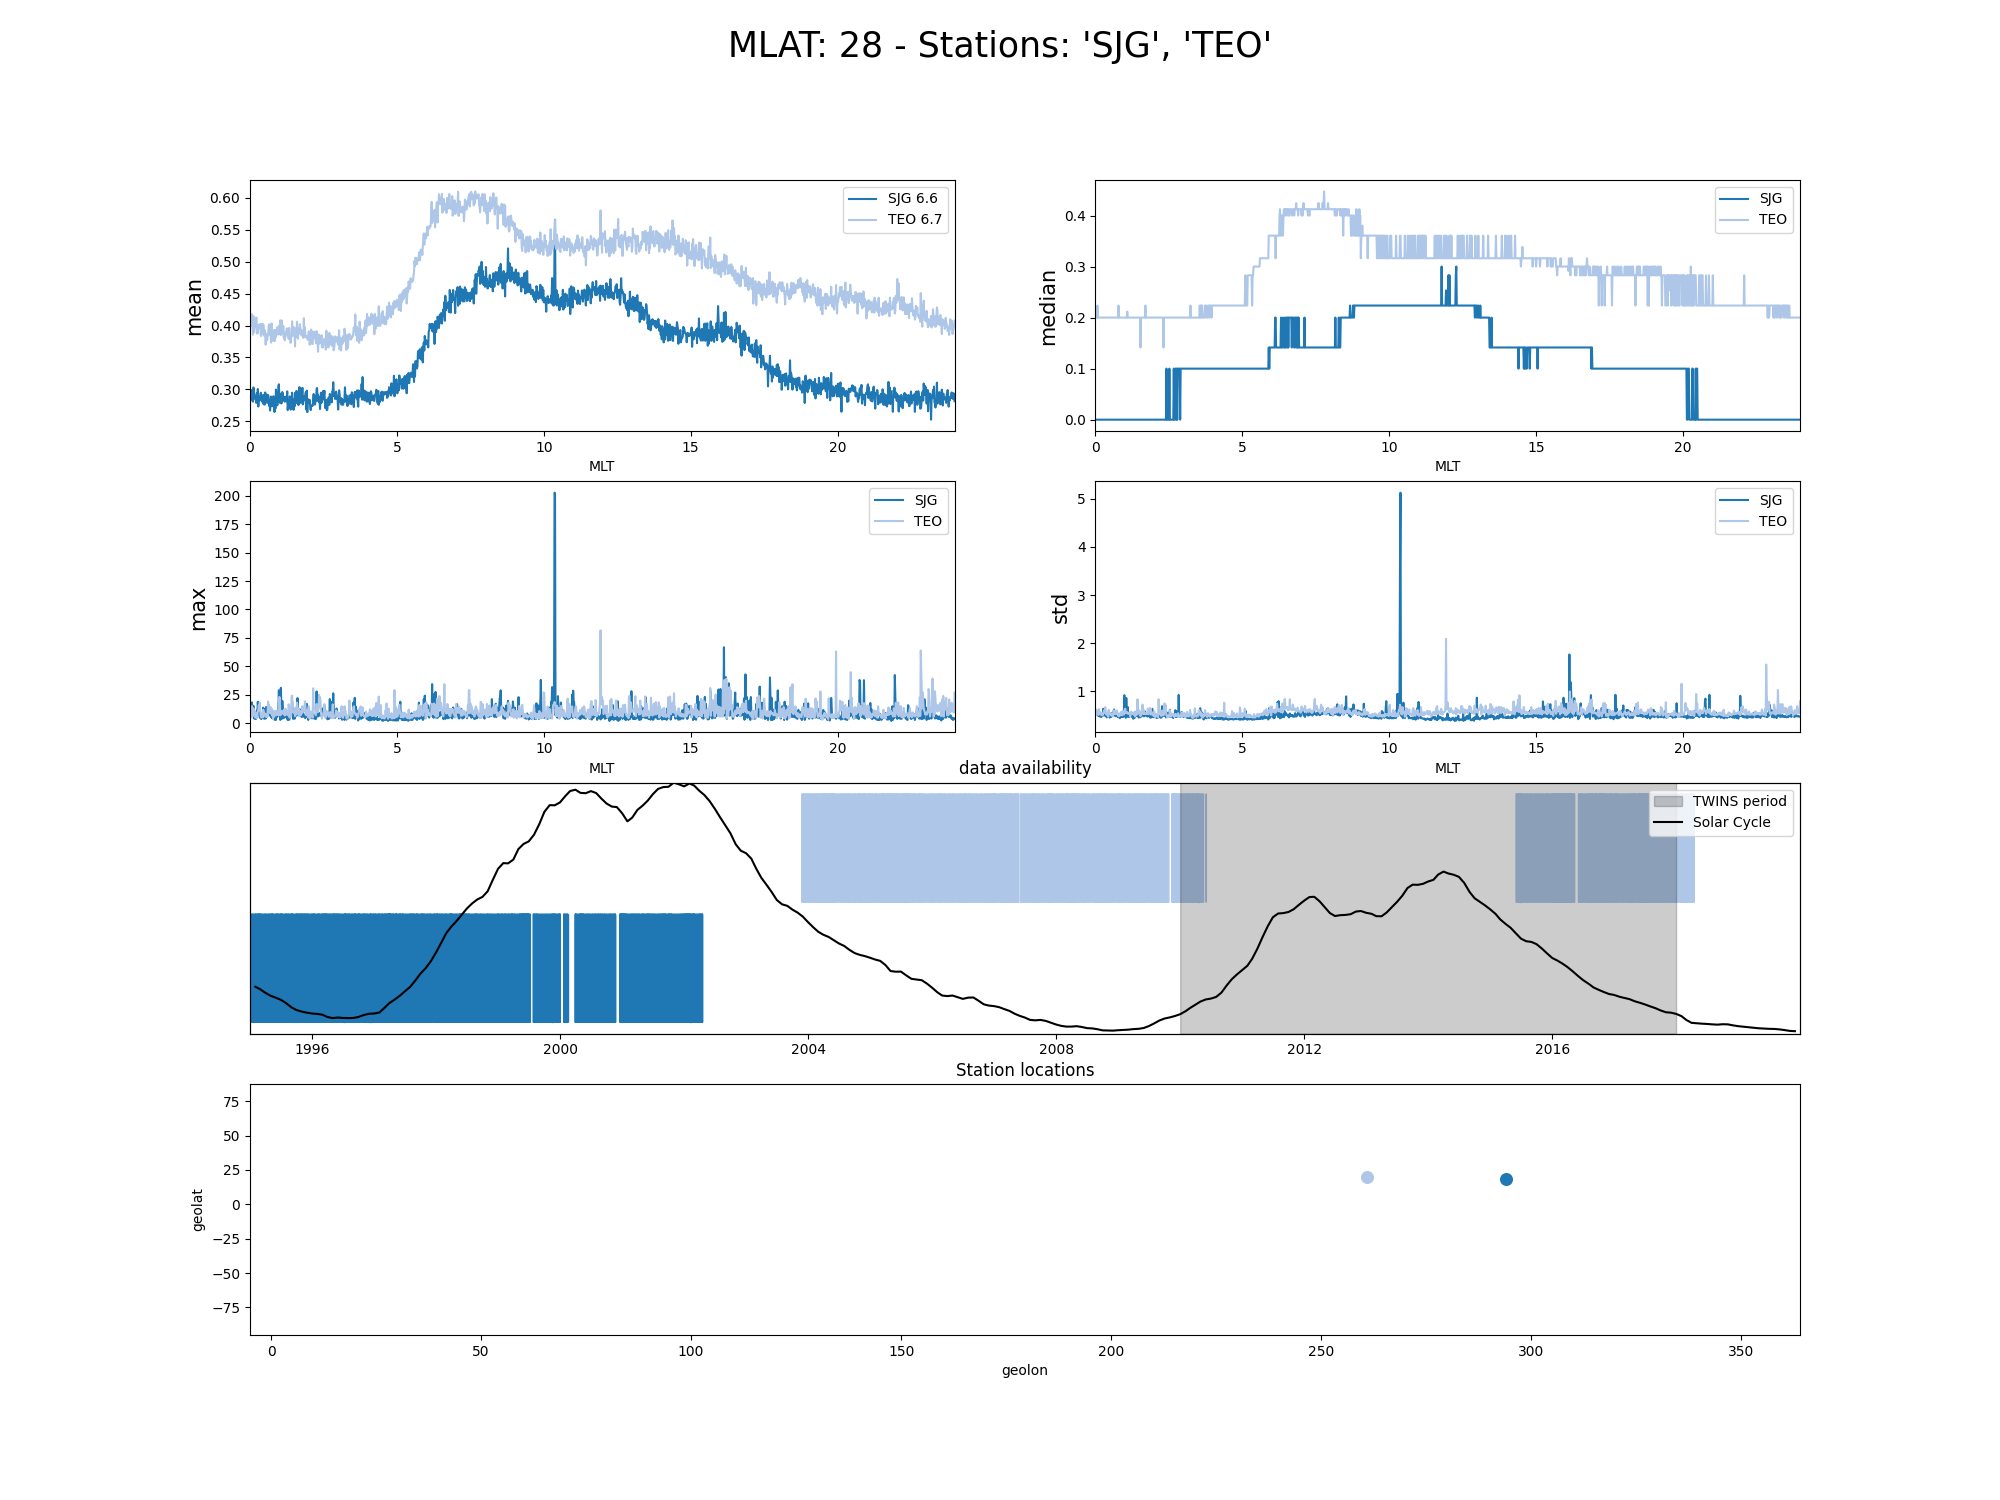 MLAT: 28 - Stations: 'SJG', 'TEO'
mean
0.60
0.55
0.50
0.45
0.40
0.35
0.30
0.25
SJG 6.6
TEO 6.7
0 5 10 15 20
MLT
median
0.4
0.3
0.2
0.1
0.0
SJG
TEO
0 5 10 15 20
MLT
max
200
175
150
125
100
75
50
25
0
SJG
TEO
0 5 10 15 20
MLT
std
5
4
3
2
1
SJG
TEO
0 5 10 15 20
MLT
data availability
TWINS period
Solar Cycle
1996 2000 2004 2008 2012 2016
Station locations
geolat
75
50
25
0
−25
−50
−75
0 50 100 150 200 250 300 350
geolon